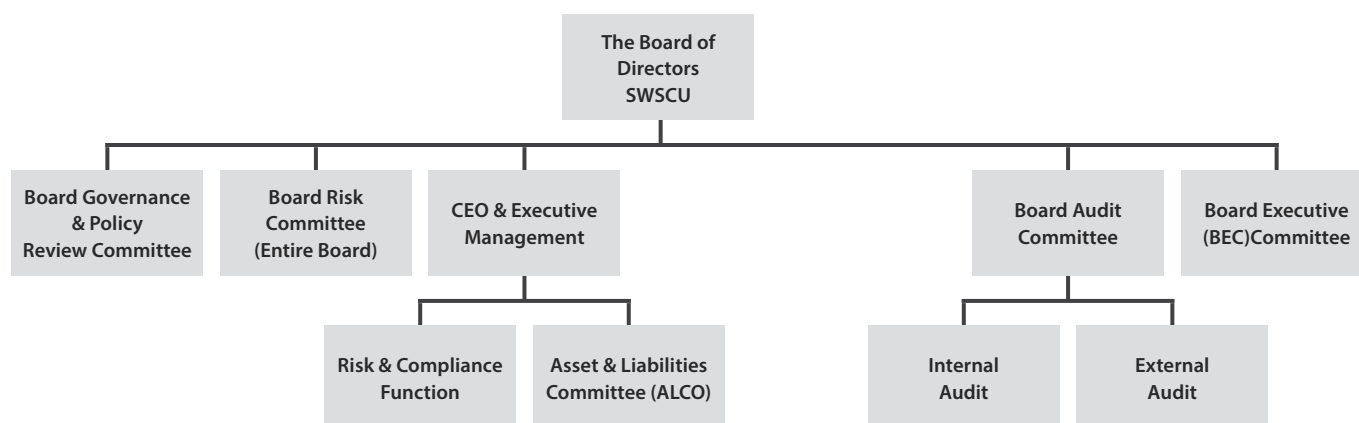 The Board of
Directors
SWSCU
Board Governance
& Policy
Review Committee
Board Risk
Committee
(Entire Board)
CEO & Executive
Management
Board Audit
Committee
Board Executive
(BEC)Committee
Risk & Compliance
Function
Asset & Liabilities
Committee (ALCO)
Internal
Audit
External
Audit